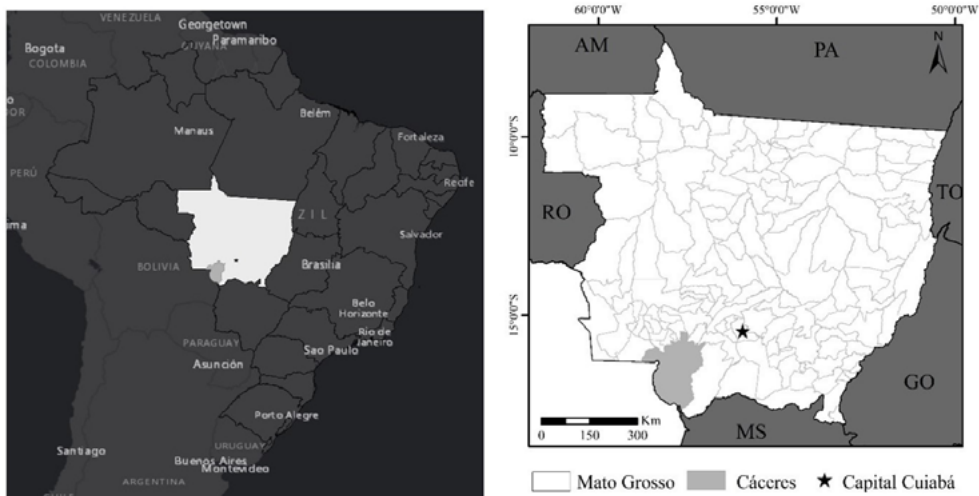 VENEZUELA
Georgetown
Paramaribo
GUYANA
Bogota
COLOMBIA
Belém
Manaus
Fortaleza
PERÚ
Recife
Z I L
Salvador
BOLIVIA
Brasília
Belo
Horizonte
Rio de
Janeiro
PARAGUAY
Sao Paulo
Asunción
Porto Alegre
URUGUAY
Santiago
Buenos Aires
Montevideo
ARGENTINA
60°0'0"W
55°0'0"W
50°0'0"W
N
AM
PA
10°0'0"S
TO
RO
15°0'0"S
GO
MS
Km
0 150 300
Mato Grosso
Cáceres
Capital Cuiabá